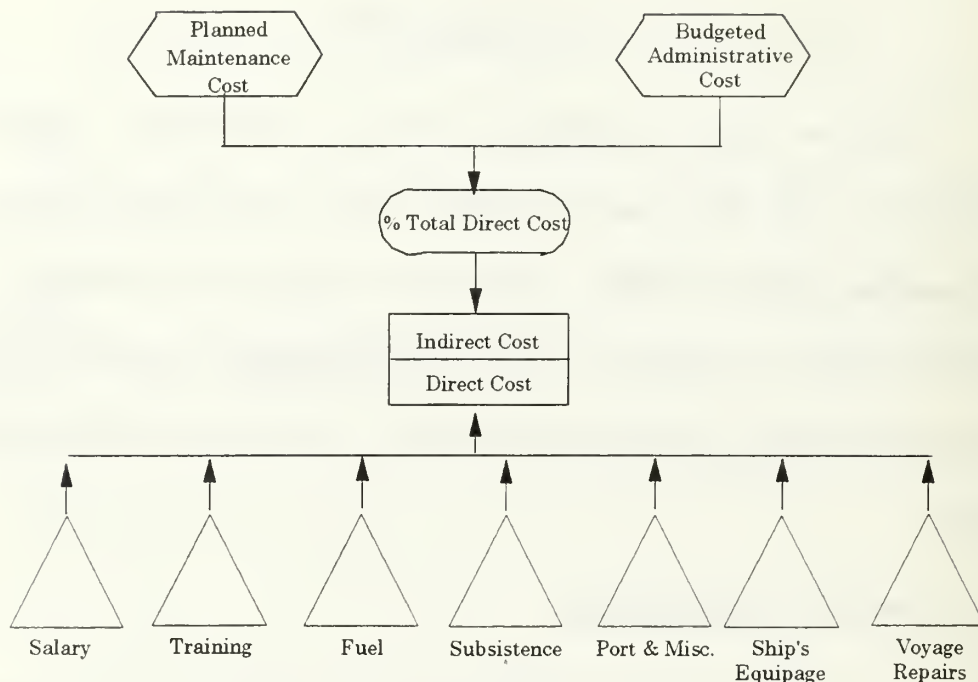 Planned
Maintenance
Cost
Budgeted
Administrative
Cost
% Total Direct Cost
Indirect Cost
Direct Cost
Salary
Training
Fuel
Subsistence
Port & Misc.
Ship's
Equipage
Voyage
Repairs